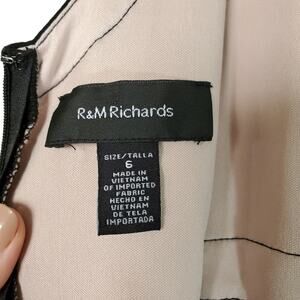 R&M Richards
SIZE/TALLA
6
MADE IN
VIETNAM
OF IMPORTED
FABRIC
HECHO EN
VIETNAM
DE TELA
IMPORTADA